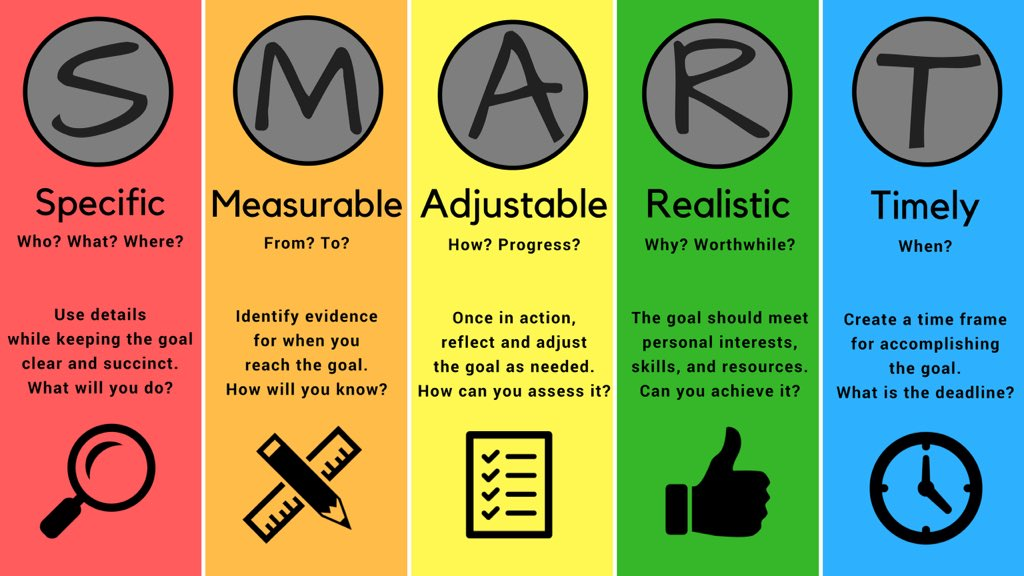 S
Specific
Who? What? Where?
Use details
while keeping the goal
clear and succinct.
What will you do?
M
Measurable
From? To?
Identify evidence
for when you
reach the goal.
How will you know?
A
Adjustable
How? Progress?
Once in action,
reflect and adjust
the goal as needed.
How can you assess it?
R
Realistic
Why? Worthwhile?
The goal should meet
personal interests,
skills, and resources.
Can you achieve it?
T
Timely
When?
Create a time frame
for accomplishing
the goal.
What is the deadline?